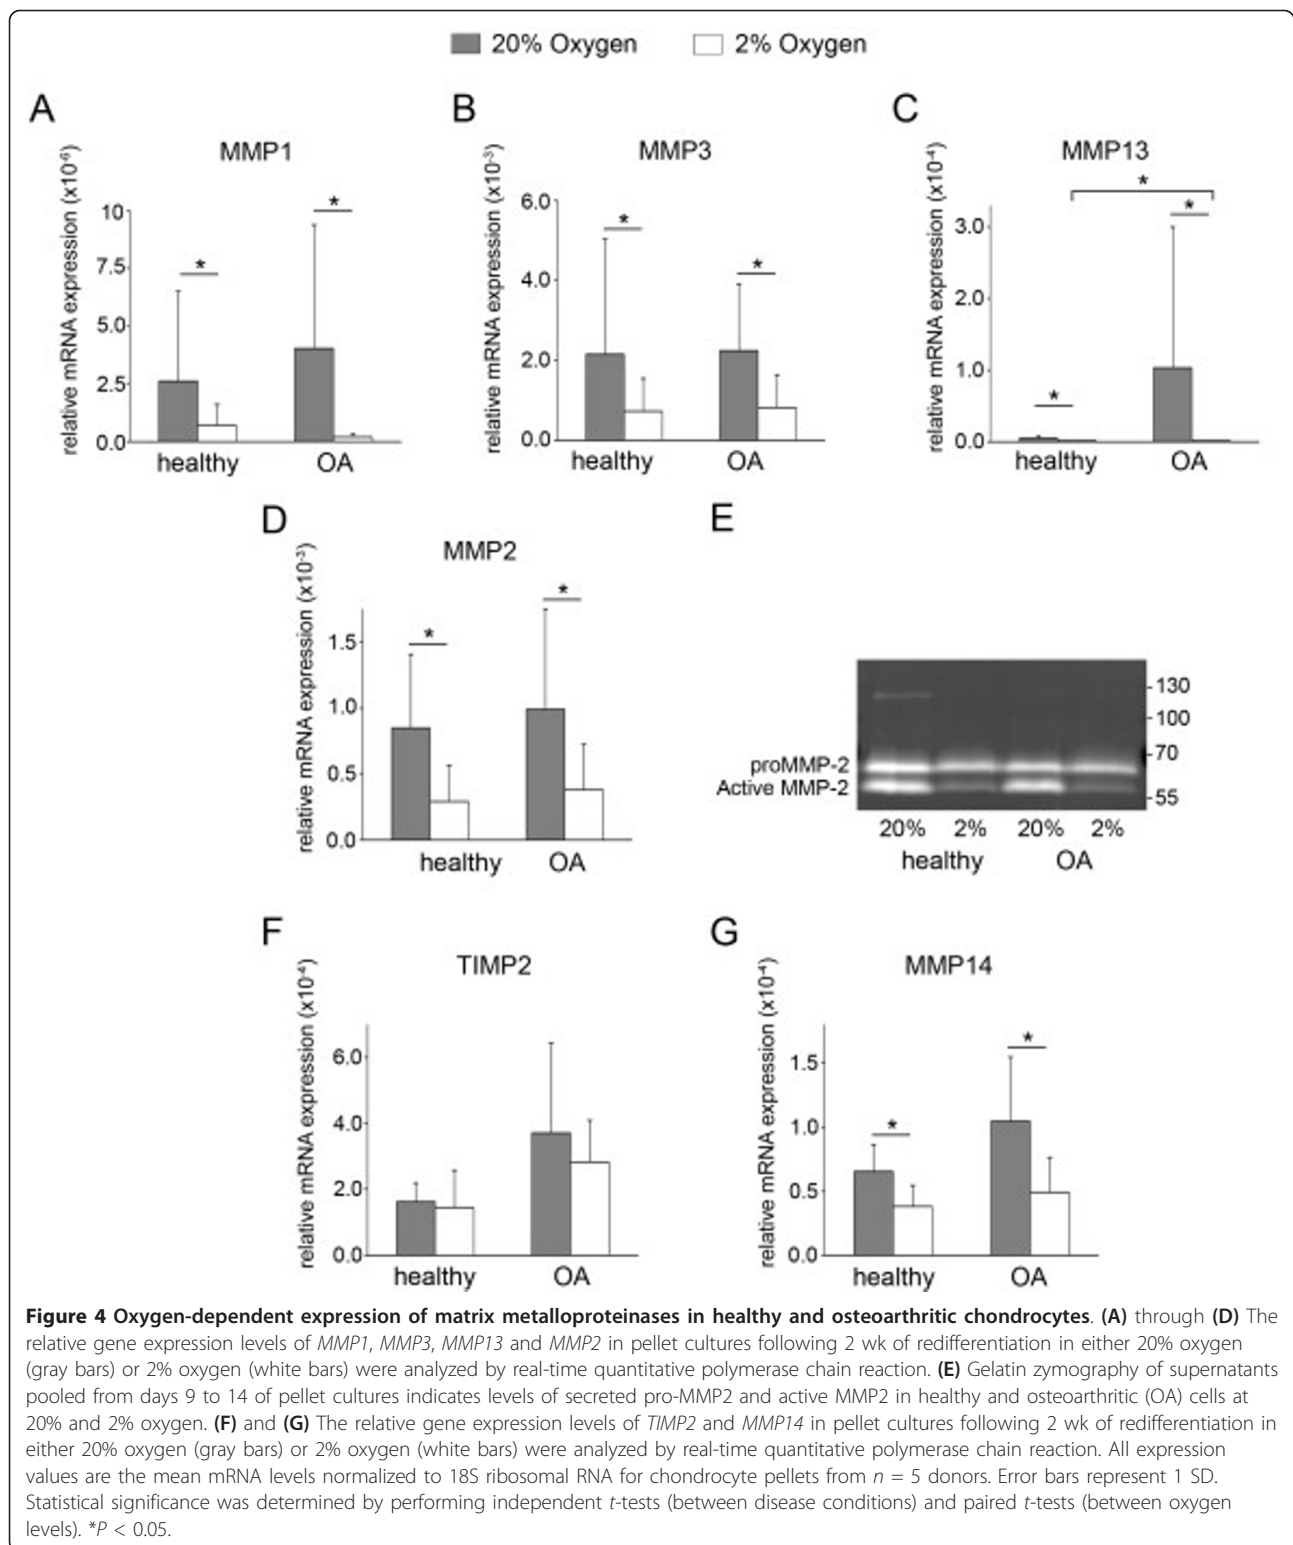 20% Oxygen 2% Oxygen
A B C
MMP1 MMP3 MMP13
relative mRNA expression (x10⁻⁶)
10
7.5
5.0
2.5
0.0
* *
healthy OA
relative mRNA expression (x10⁻³)
6.0
4.0
2.0
0.0
* *
healthy OA
relative mRNA expression (x10⁻⁴)
3.0
2.0
1.0
0.0
* * *
healthy OA
D E
MMP2
relative mRNA expression (x10⁻³)
1.5
1.0
0.5
0.0
* *
healthy OA
130
100
70
55
proMMP-2
Active MMP-2
20% 2% 20% 2%
healthy OA
F G
TIMP2 MMP14
relative mRNA expression (x10⁻⁴)
6.0
4.0
2.0
0.0
healthy OA
relative mRNA expression (x10⁻⁴)
1.5
1.0
0.5
0.0
* *
healthy OA
Figure 4 Oxygen-dependent expression of matrix metalloproteinases in healthy and osteoarthritic chondrocytes. (A) through (D) The
relative gene expression levels of MMP1, MMP3, MMP13 and MMP2 in pellet cultures following 2 wk of redifferentiation in either 20% oxygen
(gray bars) or 2% oxygen (white bars) were analyzed by real-time quantitative polymerase chain reaction. (E) Gelatin zymography of supernatants
pooled from days 9 to 14 of pellet cultures indicates levels of secreted pro-MMP2 and active MMP2 in healthy and osteoarthritic (OA) cells at
20% and 2% oxygen. (F) and (G) The relative gene expression levels of TIMP2 and MMP14 in pellet cultures following 2 wk of redifferentiation in
either 20% oxygen (gray bars) or 2% oxygen (white bars) were analyzed by real-time quantitative polymerase chain reaction. All expression
values are the mean mRNA levels normalized to 18S ribosomal RNA for chondrocyte pellets from n = 5 donors. Error bars represent 1 SD.
Statistical significance was determined by performing independent t-tests (between disease conditions) and paired t-tests (between oxygen
levels). *P < 0.05.